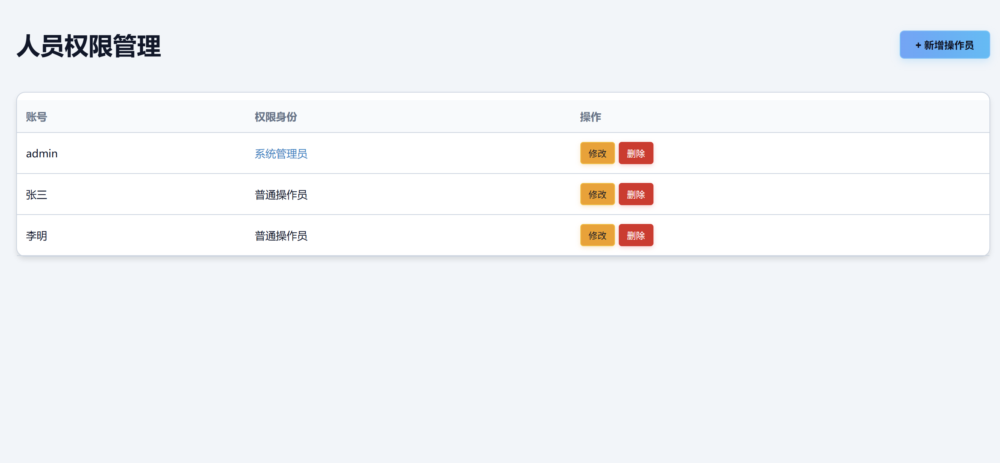 人员权限管理
+ 新增操作员
账号 权限身份 操作
admin 系统管理员 修改 删除
张三 普通操作员 修改 删除
李明 普通操作员 修改 删除